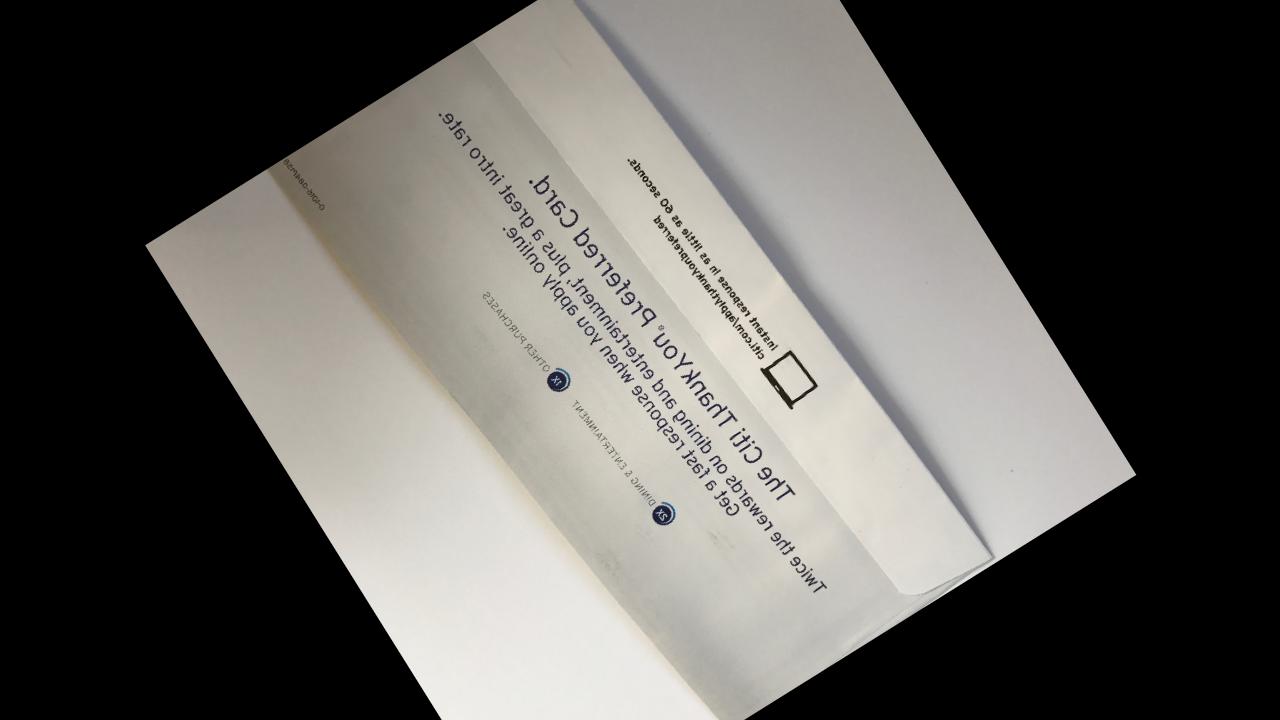 Instant response in as little as 60 seconds.
citi.com/applythankyoupreferred
The Citi ThankYou® Preferred Card.
Twice the rewards on dining and entertainment, plus a great intro rate.
Get a fast response when you apply online.
2X DINING & ENTERTAINMENT
1X OTHER PURCHASES